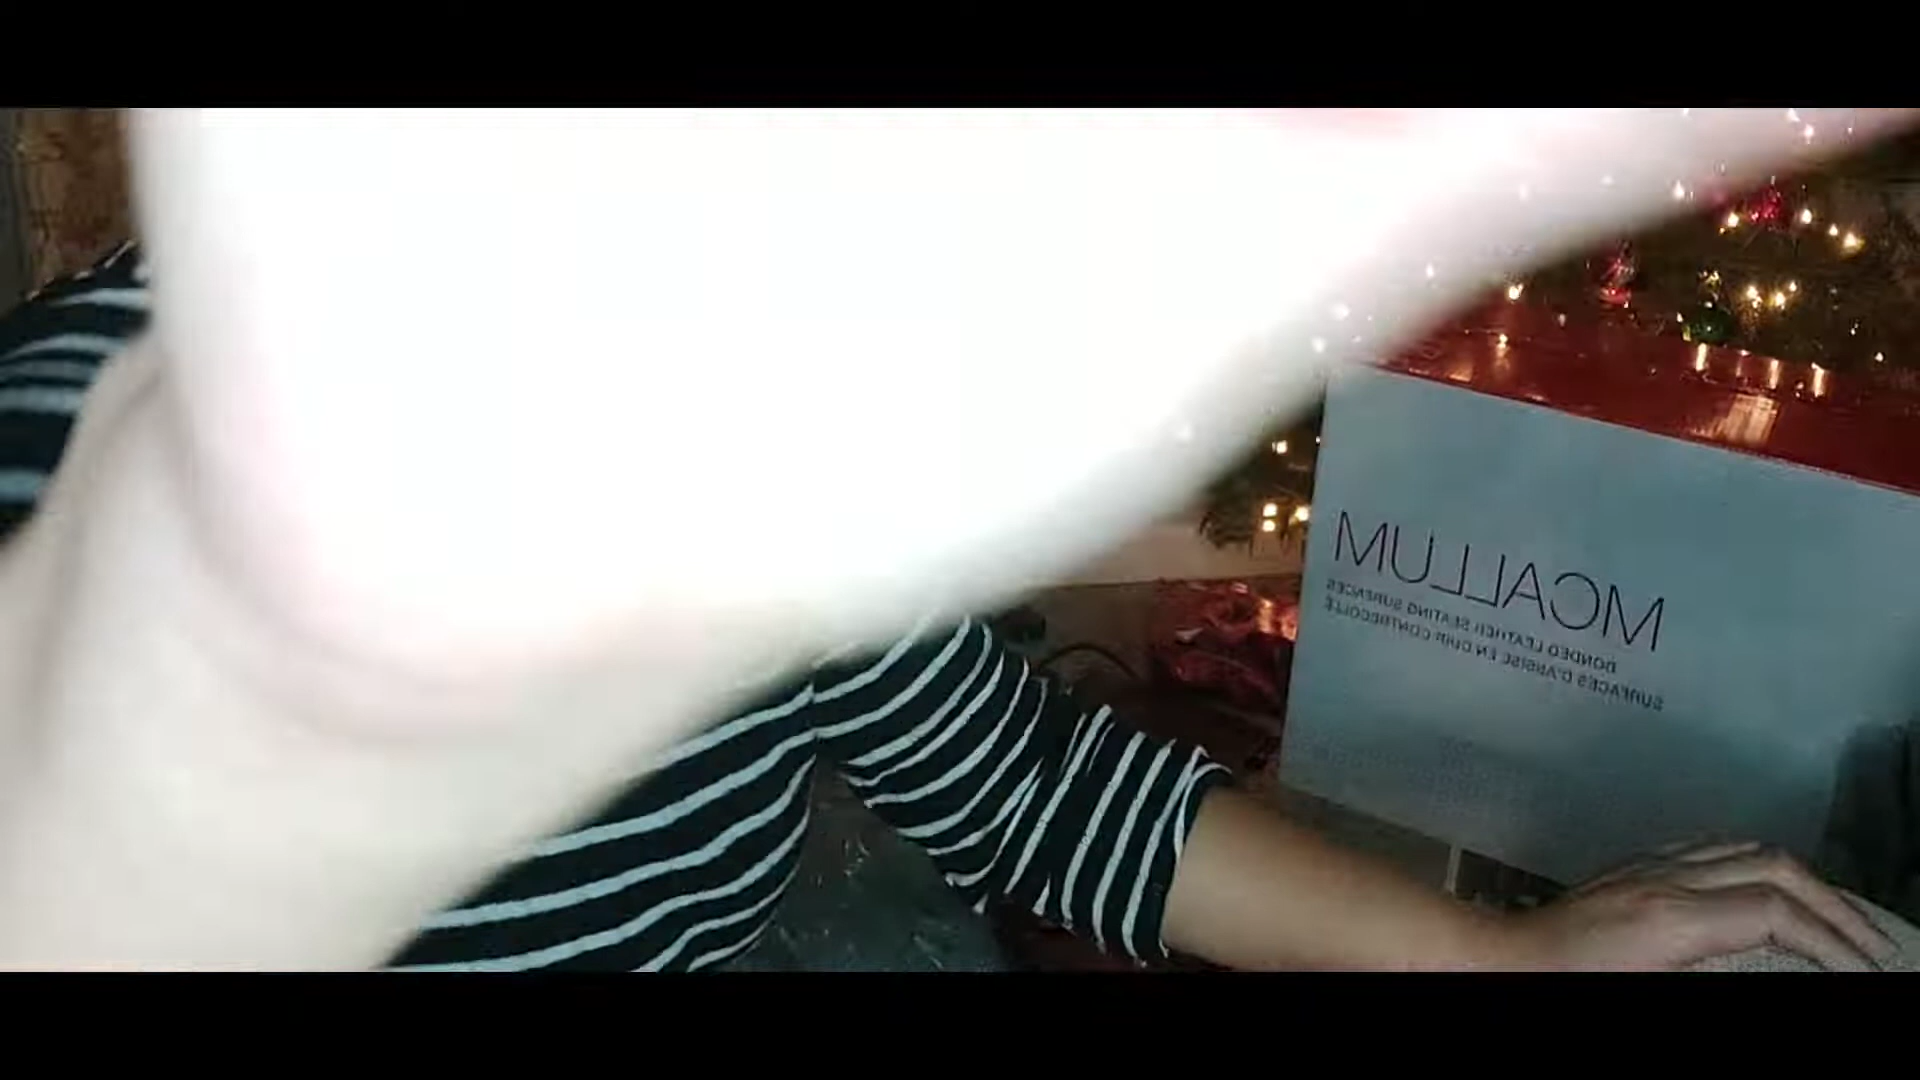 MCALLUM
BONDED LEATHER SEATING SURFACES
SURFACES D'ASSISE EN CUIR CONTRECOLLÉ